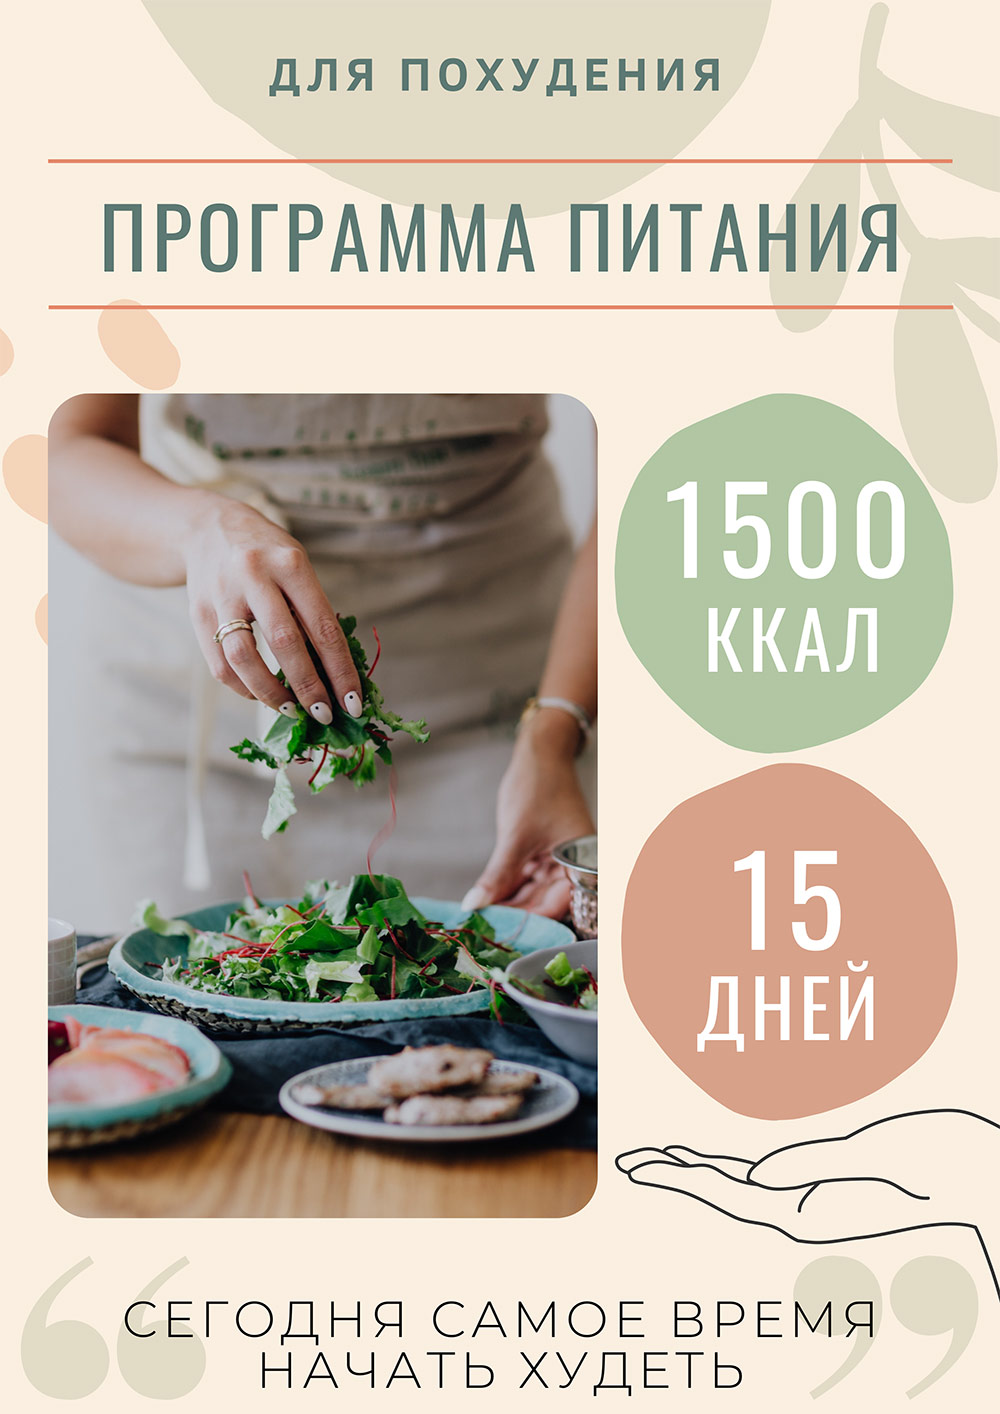 ДЛЯ ПОХУДЕНИЯ
ПРОГРАММА ПИТАНИЯ
1500
ККАЛ
15
ДНЕЙ
СЕГОДНЯ САМОЕ ВРЕМЯ
НАЧАТЬ ХУДЕТЬ